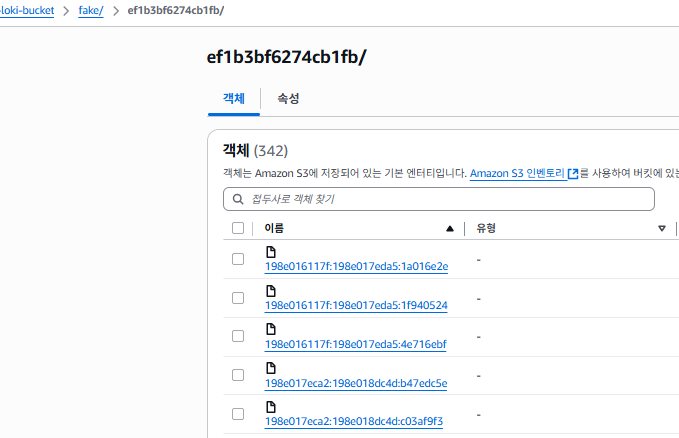 loki-bucket > fake/ > ef1b3bf6274cb1fb/
ef1b3bf6274cb1fb/
객체 속성
객체 (342)
객체는 Amazon S3에 저장되어 있는 기본 엔터티입니다. Amazon S3 인벤토리를 사용하여 버킷에 있는
접두사로 객체 찾기
이름 유형
198e016117f:198e017eda5:1a016e2e -
198e016117f:198e017eda5:1f940524 -
198e016117f:198e017eda5:4e716ebf -
198e017eca2:198e018dc4d:b47edc5e -
198e017eca2:198e018dc4d:c03af9f3 -